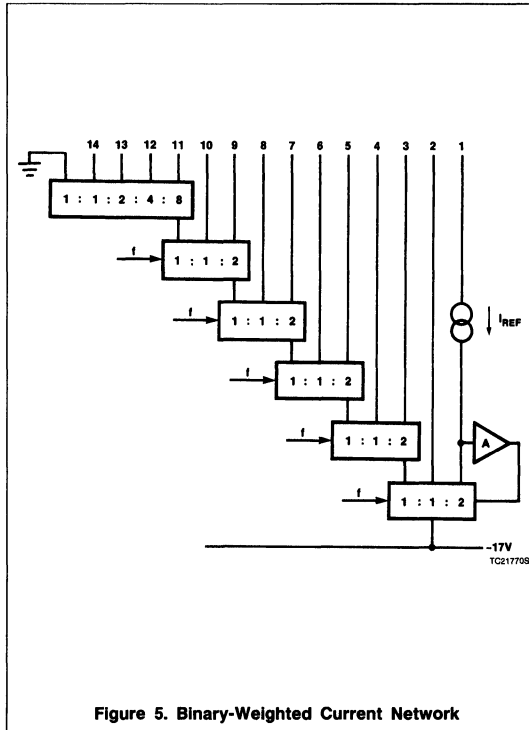 14 13 12 11 10 9 8 7 6 5 4 3 2 1
1 : 1 : 2 : 4 : 8
f 1 : 1 : 2
f 1 : 1 : 2
IREF
f 1 : 1 : 2
f 1 : 1 : 2
A
f 1 : 1 : 2
-17V
TC21770S
Figure 5. Binary-Weighted Current Network